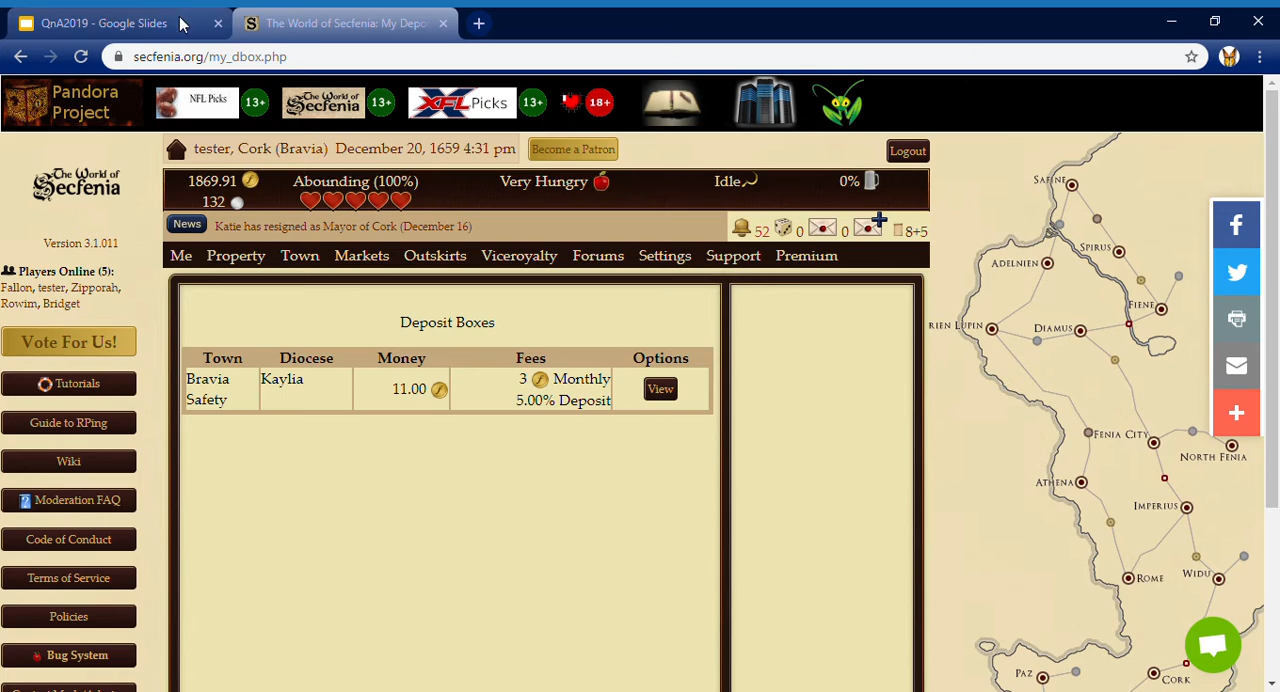 QnA2019 - Google Slides
The World of Secfenia: My Depo
secfenia.org/my_dbox.php
Pandora Project
NFL Picks
13+
The World of Secfenia
13+
XFL Picks
13+
18+
The World of Secfenia
Version 3.1.011
Players Online (5):
Fallon, tester, Zipporah,
Rowim, Bridget
Vote For Us!
Tutorials
Guide to RPing
Wiki
Moderation FAQ
Code of Conduct
Terms of Service
Policies
Bug System
tester, Cork (Bravia) December 20, 1659 4:31 pm
Become a Patron
Logout
1869.91
132
Abounding (100%)
Very Hungry
Idle
0%
News
Katie has resigned as Mayor of Cork (December 16)
52 0 0 8+5
Me Property Town Markets Outskirts Viceroyalty Forums Settings Support Premium
Deposit Boxes
Town Diocese Money Fees Options
Bravia Safety
Kaylia
11.00
3 Monthly
5.00% Deposit
View
SPIRUS
ADELNIEN
FIENE
RIEN LUPIN
DIAMUS
FENIA CITY
NORTH FENIA
ATHENA
IMPERIUS
ROME
WIDU
PAZ
CORK